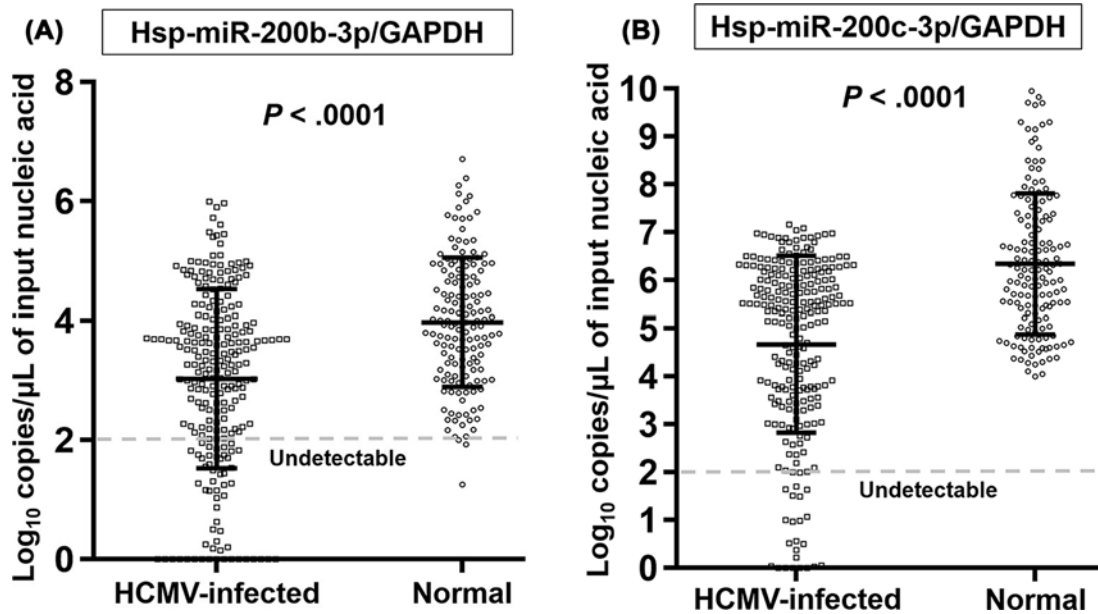 (A)
Hsp-miR-200b-3p/GAPDH
Log10 copies/μL of input nucleic acid
8
6
4
2
0
P < .0001
Undetectable
HCMV-infected
Normal
(B)
Hsp-miR-200c-3p/GAPDH
Log10 copies/μL of input nucleic acid
10
9
8
7
6
5
4
3
2
1
0
P < .0001
Undetectable
HCMV-infected
Normal